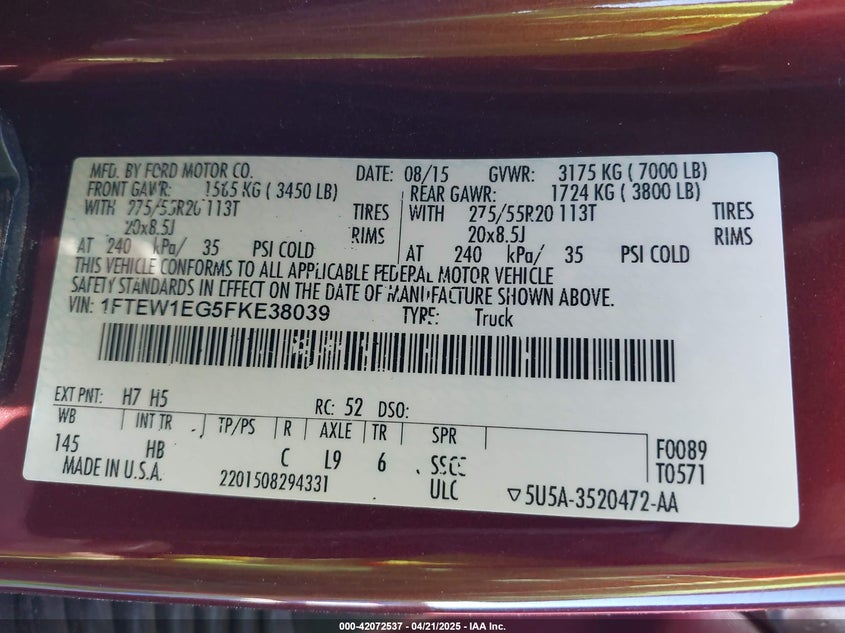 MFD. BY FORD MOTOR CO. DATE: 08/15 GVWR: 3175 KG ( 7000 LB)
FRONT GAWR: 1565 KG ( 3450 LB) REAR GAWR: 1724 KG ( 3800 LB)
WITH 275/55R20 113T TIRES WITH 275/55R20 113T TIRES
20x8.5J RIMS 20x8.5J RIMS
AT 240 kPa/ 35 PSI COLD AT 240 kPa/ 35 PSI COLD
THIS VEHICLE CONFORMS TO ALL APPLICABLE FEDERAL MOTOR VEHICLE
SAFETY STANDARDS IN EFFECT ON THE DATE OF MANUFACTURE SHOWN ABOVE.
VIN: 1FTEW1EG5FKE38039 TYPE: Truck
EXT PNT: H7 H5 RC: 52 DSO:
WB INT TR TP/PS R AXLE TR SPR F0089
145 HB C L9 6 SSCE T0571
MADE IN U.S.A. 2201508294331 ULC ▽5U5A-3520472-AA
000-42072537 - 04/21/2025 - IAA Inc.